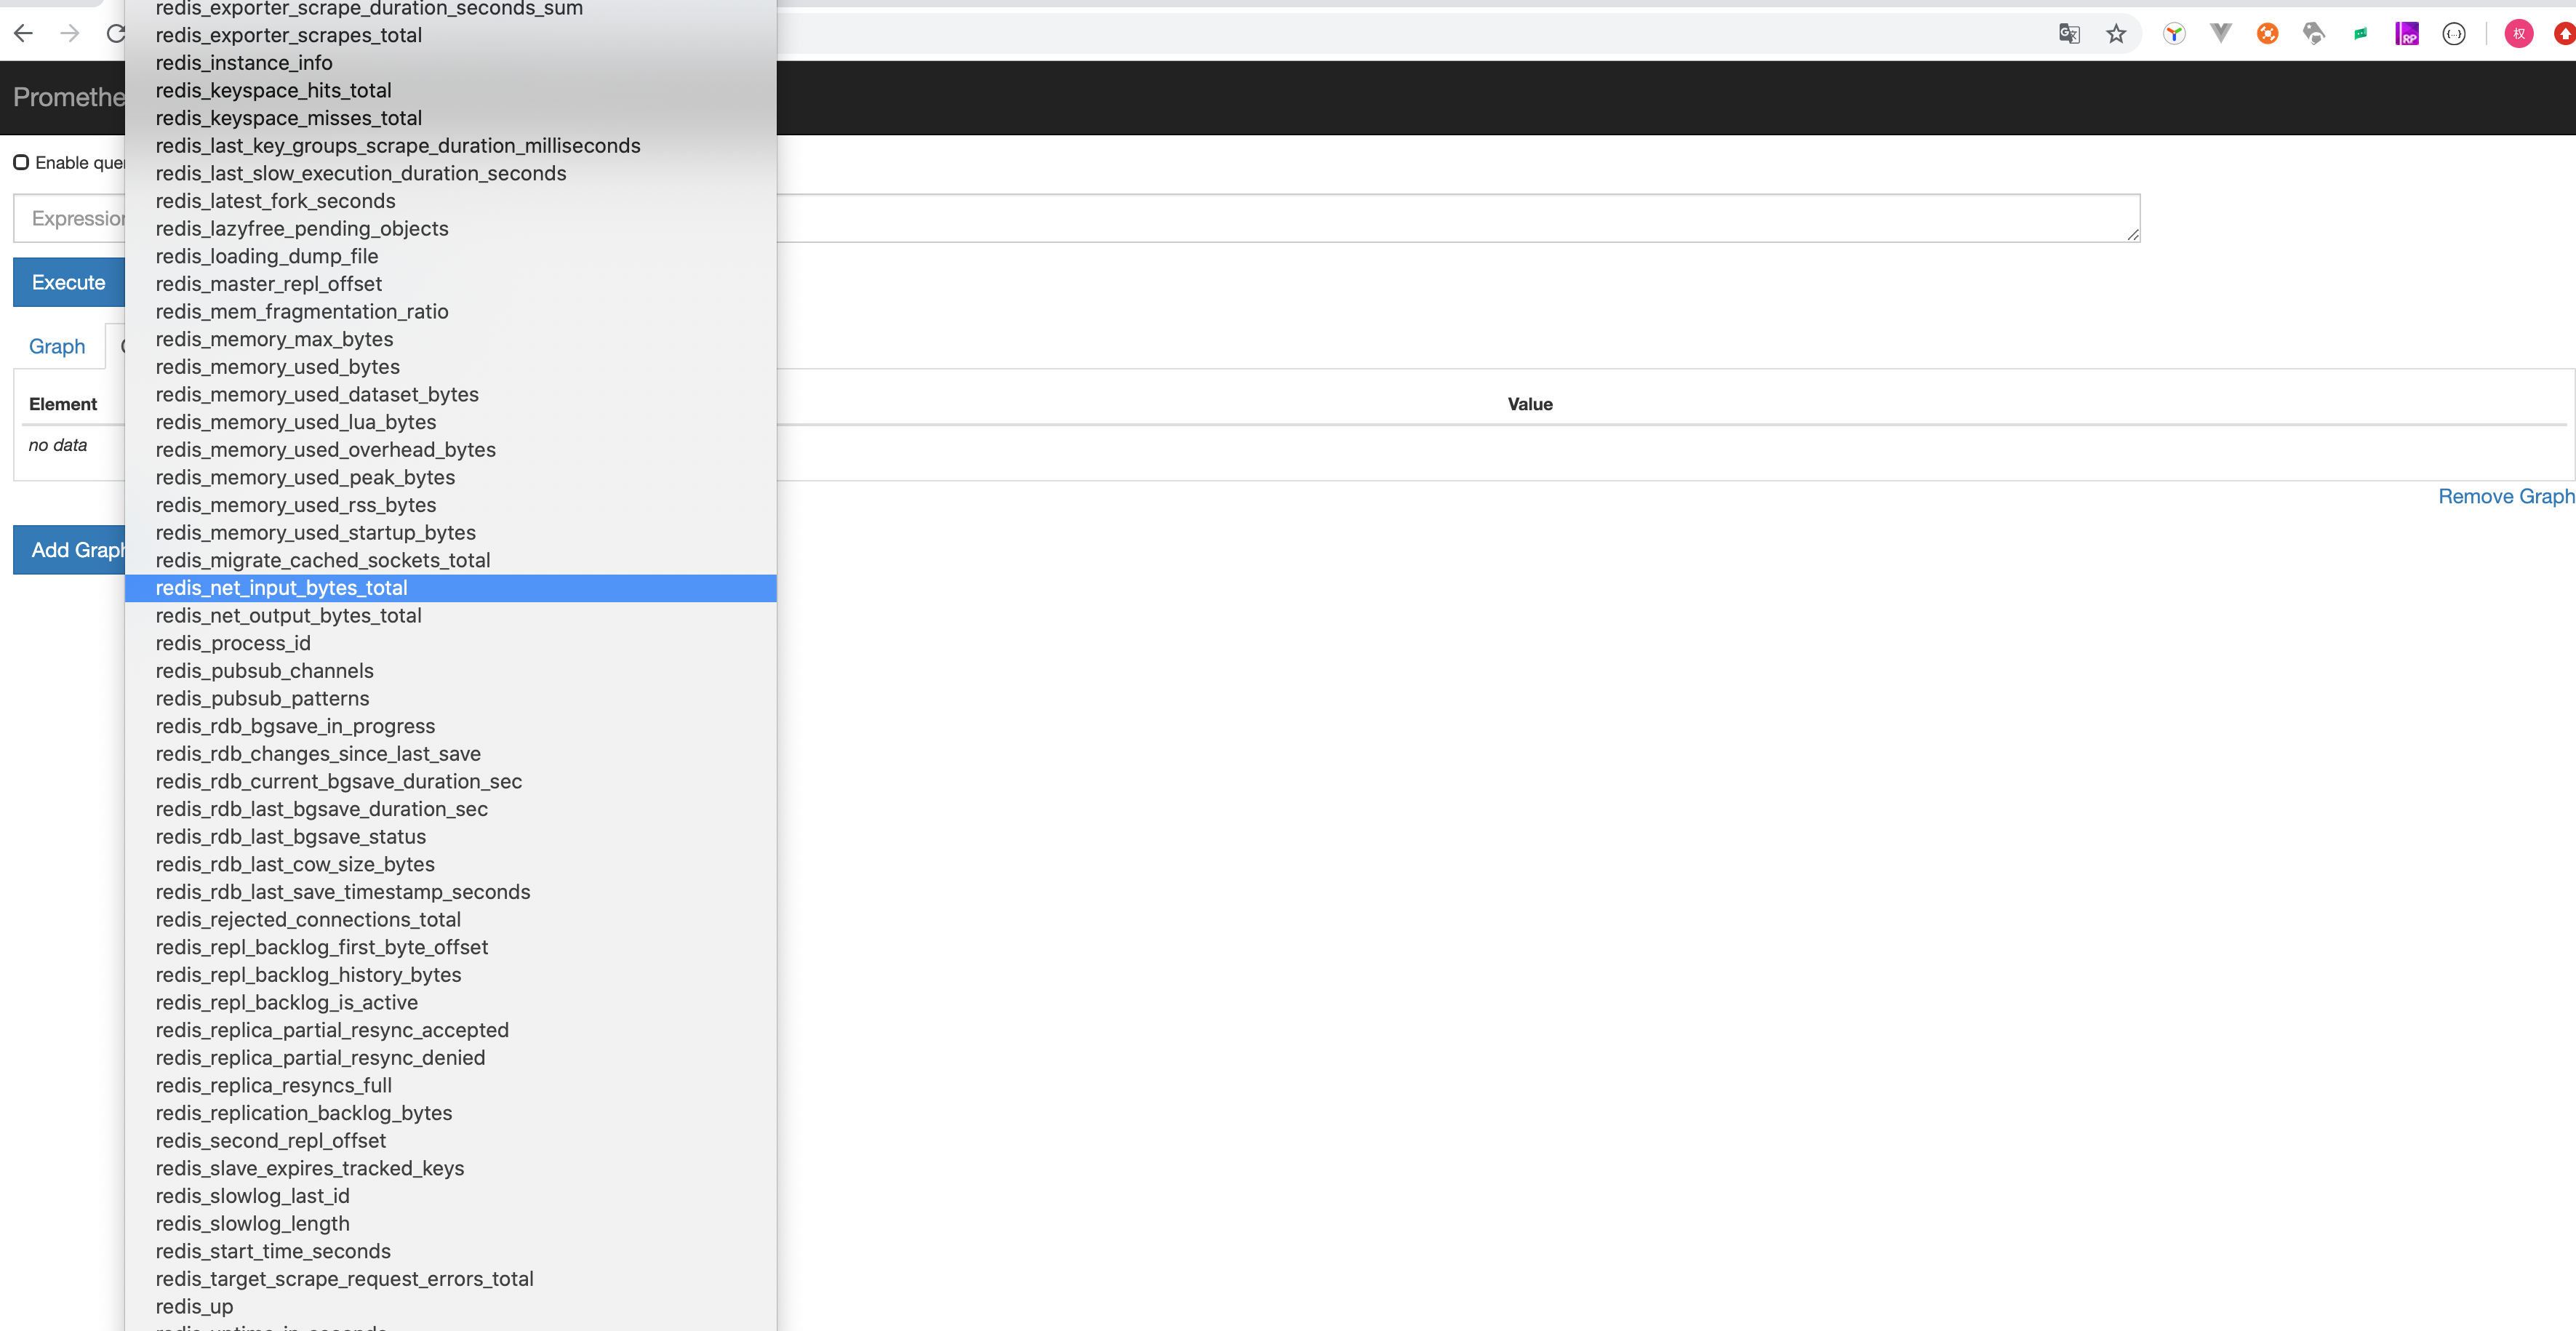 redis_exporter_scrape_duration_seconds_sum
redis_exporter_scrapes_total
redis_instance_info
redis_keyspace_hits_total
Promethe
redis_keyspace_misses_total
redis_last_key_groups_scrape_duration_milliseconds
Enable quer
redis_last_slow_execution_duration_seconds
redis_latest_fork_seconds
Expression
redis_lazyfree_pending_objects
redis_loading_dump_file
Execute
redis_master_repl_offset
redis_mem_fragmentation_ratio
Graph
redis_memory_max_bytes
redis_memory_used_bytes
redis_memory_used_dataset_bytes
Element
Value
redis_memory_used_lua_bytes
no data
redis_memory_used_overhead_bytes
redis_memory_used_peak_bytes
Remove Graph
redis_memory_used_rss_bytes
redis_memory_used_startup_bytes
Add Graph
redis_migrate_cached_sockets_total
redis_net_input_bytes_total
redis_net_output_bytes_total
redis_process_id
redis_pubsub_channels
redis_pubsub_patterns
redis_rdb_bgsave_in_progress
redis_rdb_changes_since_last_save
redis_rdb_current_bgsave_duration_sec
redis_rdb_last_bgsave_duration_sec
redis_rdb_last_bgsave_status
redis_rdb_last_cow_size_bytes
redis_rdb_last_save_timestamp_seconds
redis_rejected_connections_total
redis_repl_backlog_first_byte_offset
redis_repl_backlog_history_bytes
redis_repl_backlog_is_active
redis_replica_partial_resync_accepted
redis_replica_partial_resync_denied
redis_replica_resyncs_full
redis_replication_backlog_bytes
redis_second_repl_offset
redis_slave_expires_tracked_keys
redis_slowlog_last_id
redis_slowlog_length
redis_start_time_seconds
redis_target_scrape_request_errors_total
redis_up
RP
权